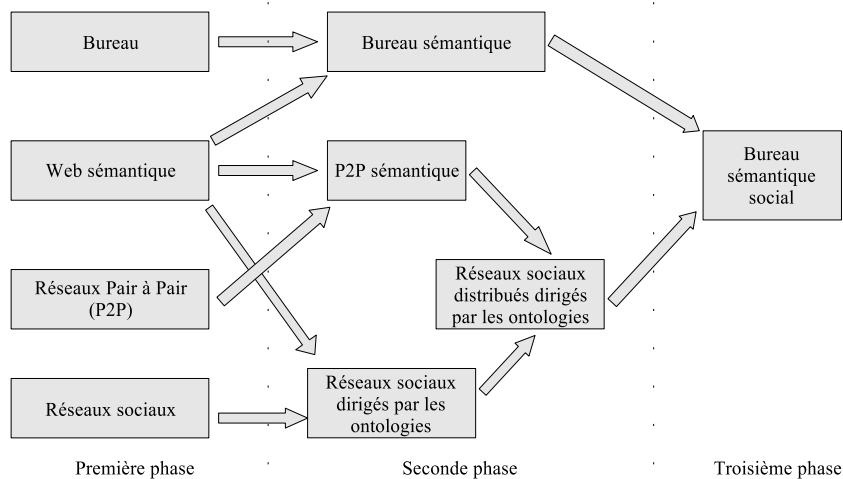 Bureau
Bureau sémantique
Web sémantique
P2P sémantique
Bureau
sémantique
social
Réseaux Pair à Pair
(P2P)
Réseaux sociaux
distribués dirigés
par les ontologies
Réseaux sociaux
Réseaux sociaux
dirigés par les
ontologies
Première phase
Seconde phase
Troisième phase